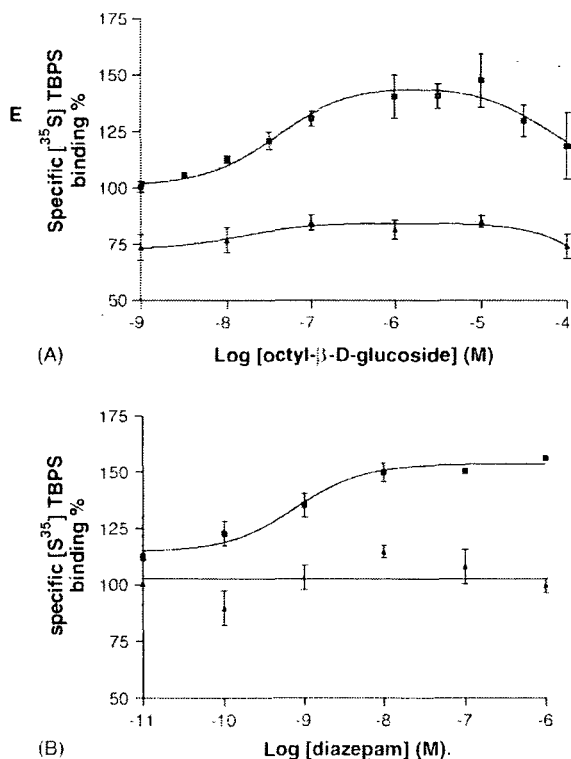 175
150
125
100
75
50
E
Specific [³⁵S] TBPS
binding %
-9 -8 -7 -6 -5 -4
Log [octyl-β-D-glucoside] (M)
(A)
175
150
125
100
75
50
specific [S³⁵] TBPS
binding %
-11 -10 -9 -8 -7 -6
Log [diazepam] (M).
(B)